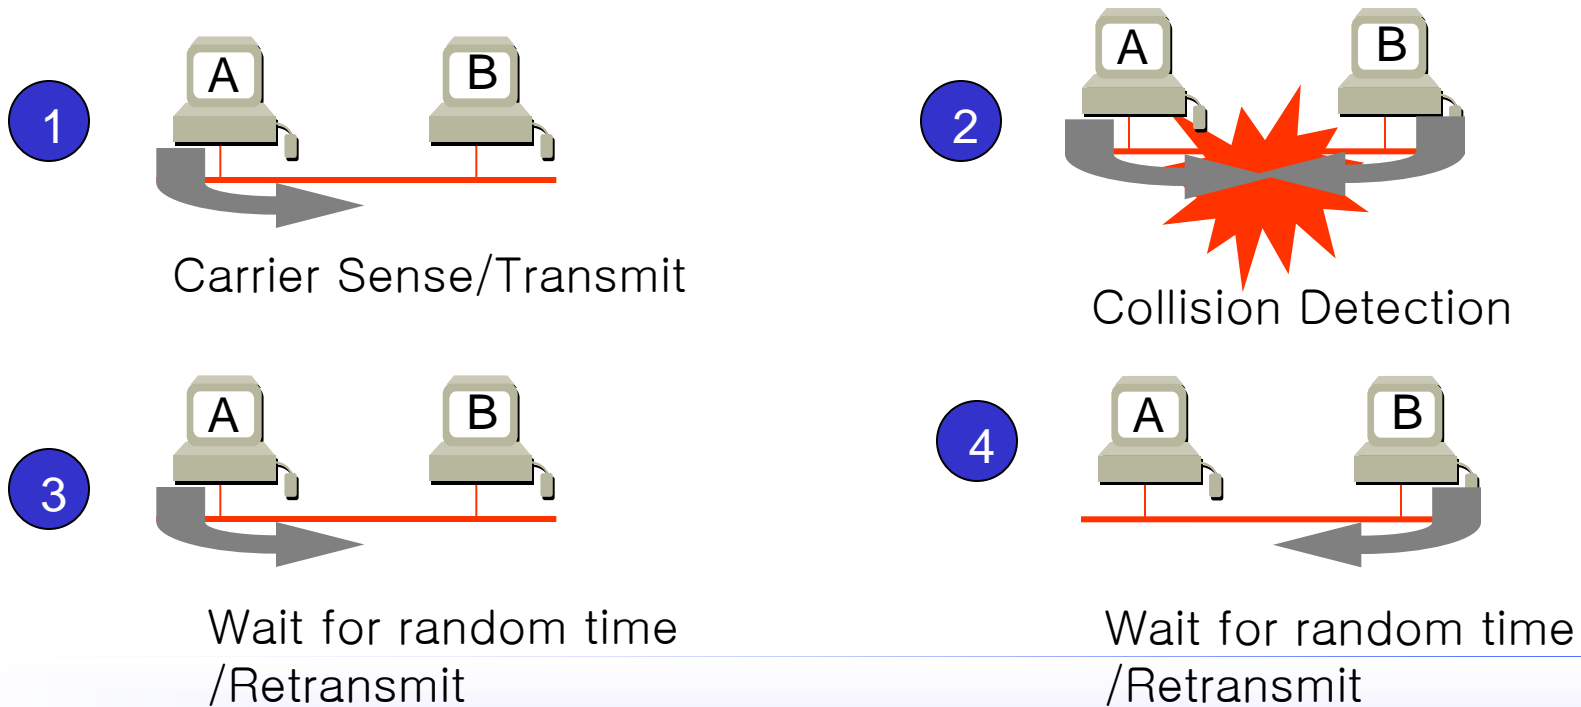 1
A
B
Carrier Sense/Transmit
2
A
B
Collision Detection
3
A
B
Wait for random time
/Retransmit
4
A
B
Wait for random time
/Retransmit